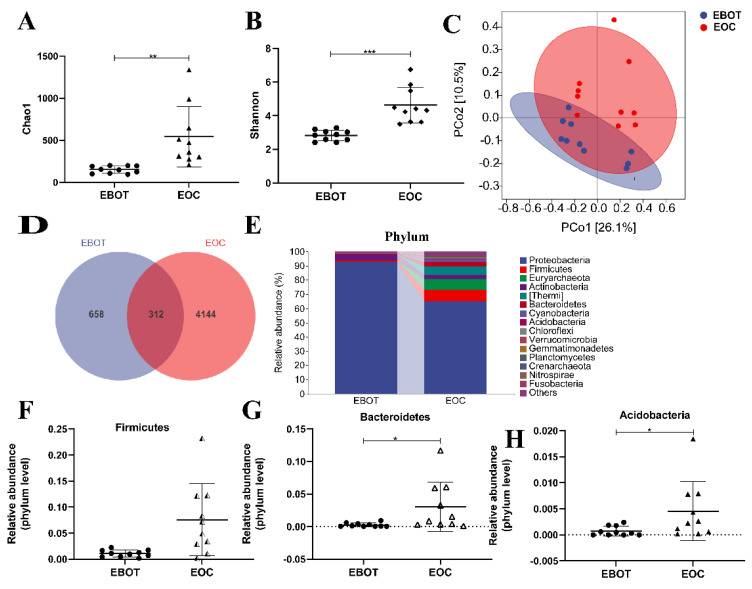 A
Chao1
1500
1000
500
0
**
EBOT
EOC
B
Shannon
8
6
4
2
0
***
EBOT
EOC
C
EBOT
EOC
PCo2 [10.5%]
0.4
0.3
0.2
0.1
0.0
-0.1
-0.2
-0.3
-0.8 -0.6 -0.4 -0.2 0.0 0.2 0.4 0.6
PCo1 [26.1%]
D
EBOT
EOC
658
312
4144
E
Phylum
Relative abundance (%)
100
90
80
70
60
50
40
30
20
10
0
EBOT
EOC
Proteobacteria
Firmicutes
Euryarchaeota
Actinobacteria
[Thermi]
Bacteroidetes
Cyanobacteria
Acidobacteria
Chloroflexi
Verrucomicrobia
Gemmatimonadetes
Planctomycetes
Crenarchaeota
Nitrospirae
Fusobacteria
Others
F
Firmicutes
Relative abundance
(phylum level)
0.25
0.20
0.15
0.10
0.05
0.00
EBOT
EOC
G
Bacteroidetes
Relative abundance
(phylum level)
0.15
0.10
0.05
0.00
-0.05
*
EBOT
EOC
H
Acidobacteria
Relative abundance
(phylum level)
0.020
0.015
0.010
0.005
0.000
-0.005
*
EBOT
EOC